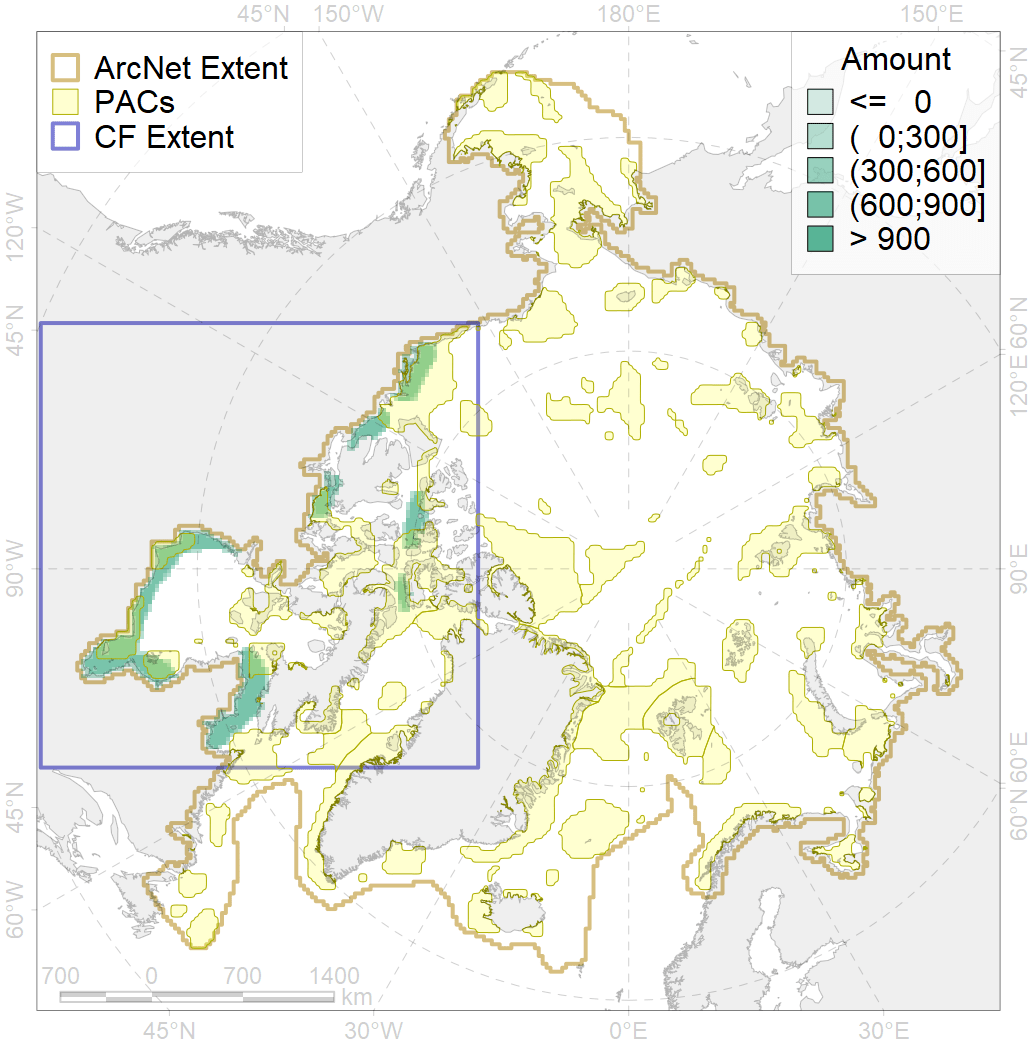 45°N 150°W 180°E 150°E
ArcNet Extent
PACs
CF Extent
Amount
<= 0
( 0;300]
(300;600]
(600;900]
> 900
45°N
120°W
45°N
60°N
120°E
90°W
90°E
45°N
60°E
60°N
60°W
700 0 700 1400
km
45°N 30°W 0°E 30°E